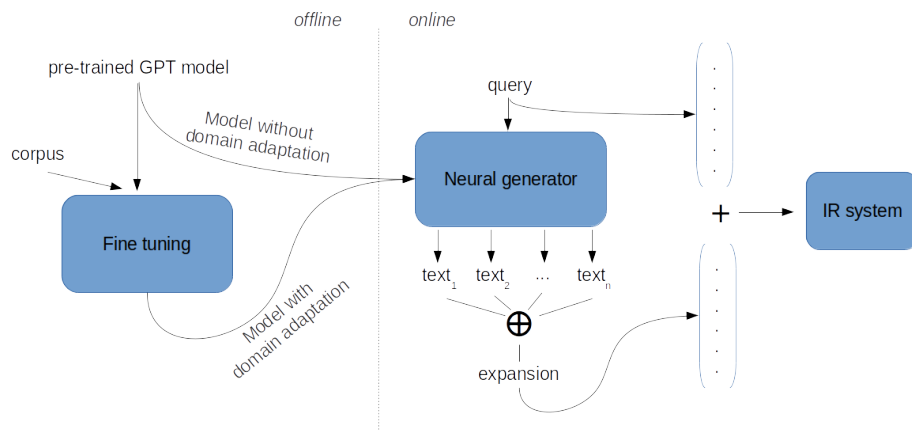 offline
online
pre-trained GPT model
query
Model without
domain adaptation
corpus
Neural generator
Fine tuning
+
IR system
text1 text2 ... textn
Model with
domain adaptation
expansion